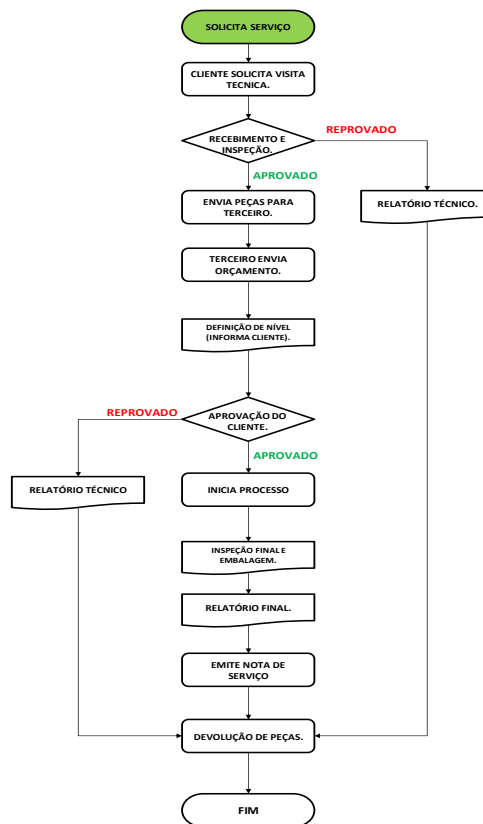 SOLICITA SERVIÇO
CLIENTE SOLICITA VISITA
TECNICA.
RECEBIMENTO E
INSPEÇÃO.
REPROVADO
APROVADO
ENVIA PEÇAS PARA
TERCEIRO.
RELATÓRIO TÉCNICO.
TERCEIRO ENVIA
ORÇAMENTO.
DEFINIÇÃO DE NÍVEL
(INFORMA CLIENTE).
REPROVADO
APROVAÇÃO DO
CLIENTE.
APROVADO
RELATÓRIO TÉCNICO
INICIA PROCESSO
INSPEÇÃO FINAL E
EMBALAGEM.
RELATÓRIO FINAL.
EMITE NOTA DE
SERVIÇO
DEVOLUÇÃO DE PEÇAS.
FIM